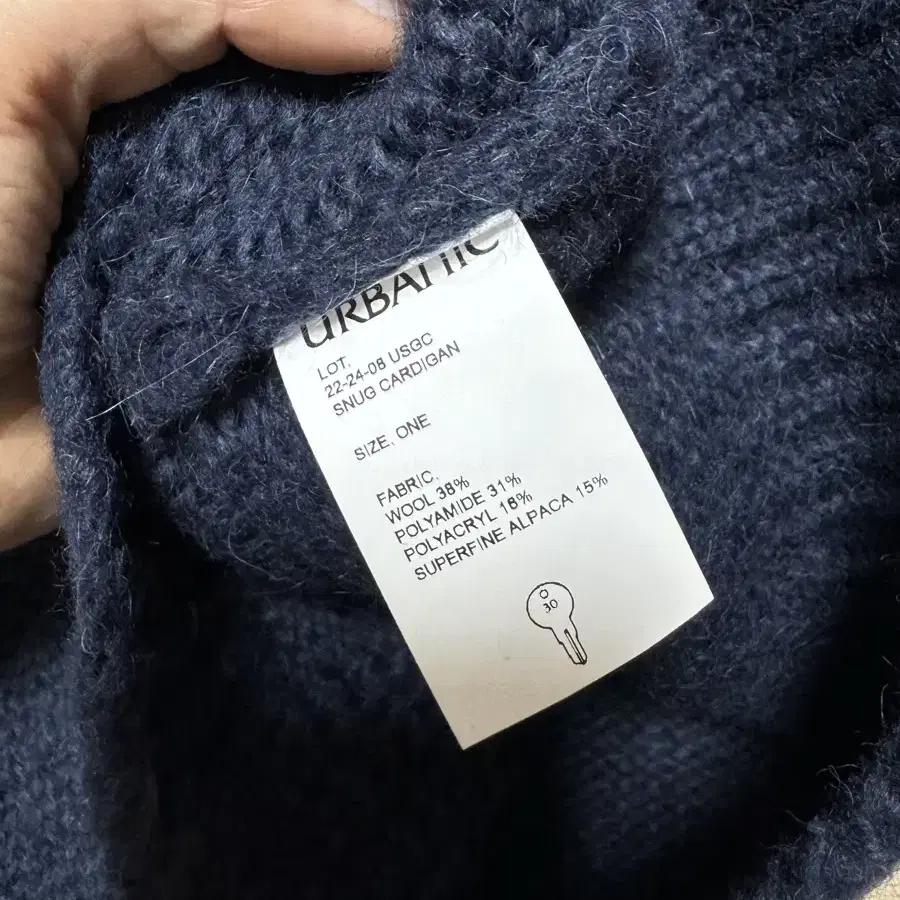 URBANIC
LOT.
22-24-08 USGC
SNUG CARDIGAN
SIZE. ONE
FABRIC.
WOOL 38%
POLYAMIDE 31%
POLYACRYL 16%
SUPERFINE ALPACA 15%
30